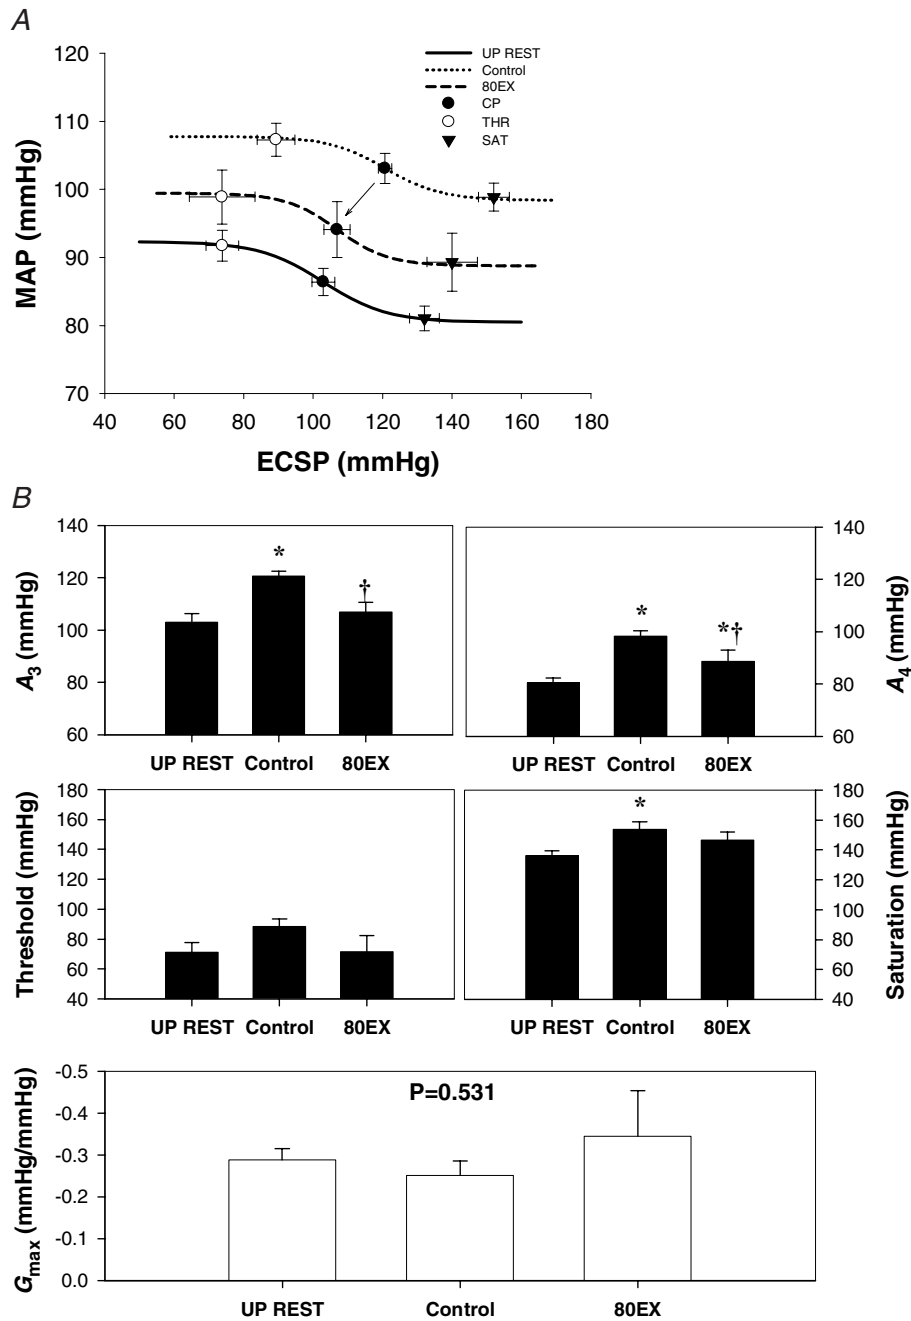 A
120
110
100
90
80
70
MAP (mmHg)
UP REST
Control
80EX
CP
THR
SAT
40 60 80 100 120 140 160 180
ECSP (mmHg)
B
140
120
100
80
60
A3 (mmHg)
*
†
UP REST Control 80EX
140
120
100
80
60
A4 (mmHg)
*
*†
UP REST Control 80EX
180
160
140
120
100
80
60
40
Threshold (mmHg)
UP REST Control 80EX
180
160
140
120
100
80
60
40
Saturation (mmHg)
*
UP REST Control 80EX
-0.5
-0.4
-0.3
-0.2
-0.1
0.0
Gmax (mmHg/mmHg)
P=0.531
UP REST Control 80EX